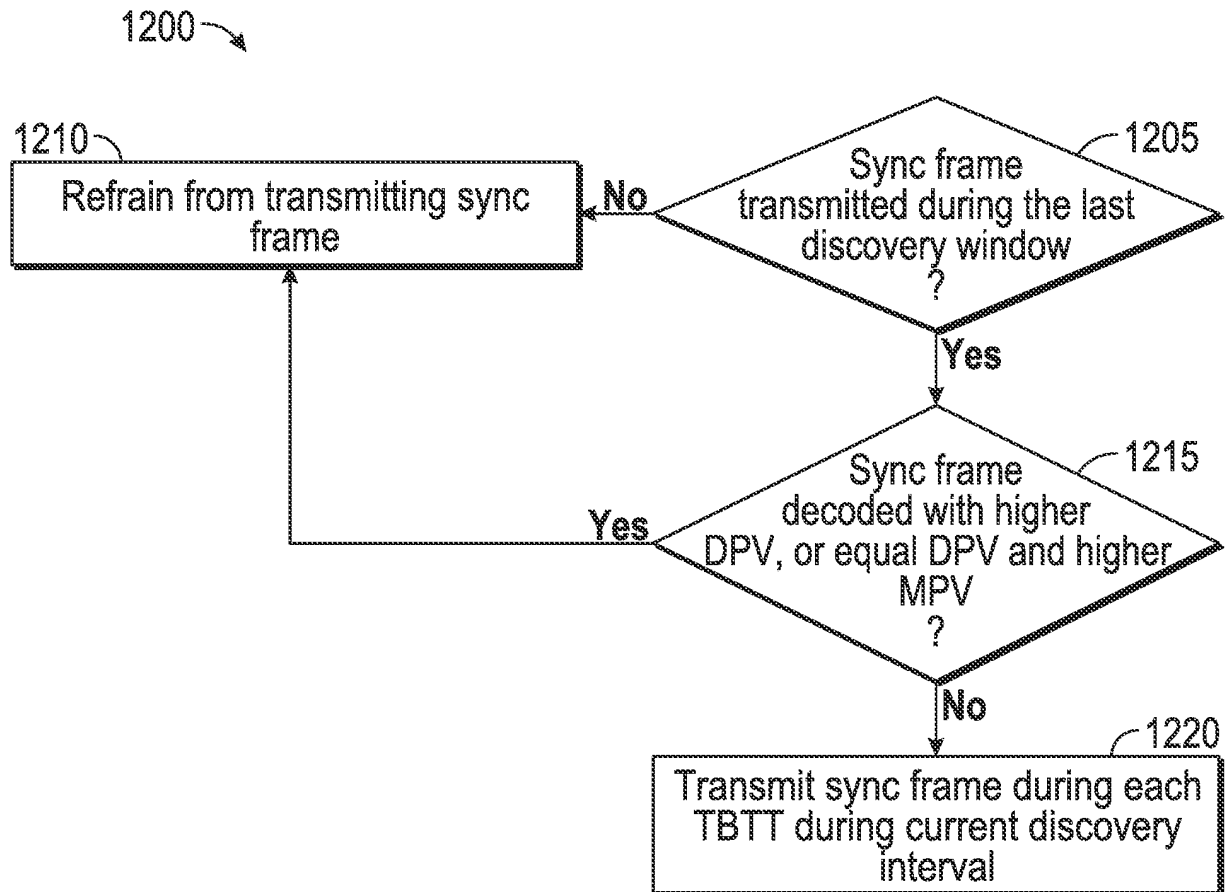 1200
1210
Refrain from transmitting sync
frame
No
1205
Sync frame
transmitted during the last
discovery window
?
Yes
1215
Sync frame
decoded with higher
DPV, or equal DPV and higher
MPV
?
Yes
No
1220
Transmit sync frame during each
TBTT during current discovery
interval